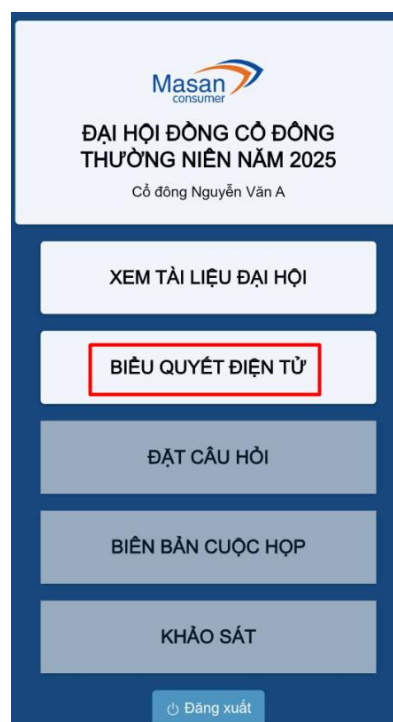 Masan
consumer
ĐẠI HỘI ĐỒNG CỔ ĐÔNG
THƯỜNG NIÊN NĂM 2025
Cổ đông Nguyễn Văn A
XEM TÀI LIỆU ĐẠI HỘI
BIỂU QUYẾT ĐIỆN TỬ
ĐẶT CÂU HỎI
BIÊN BẢN CUỘC HỌP
KHẢO SÁT
Đăng xuất